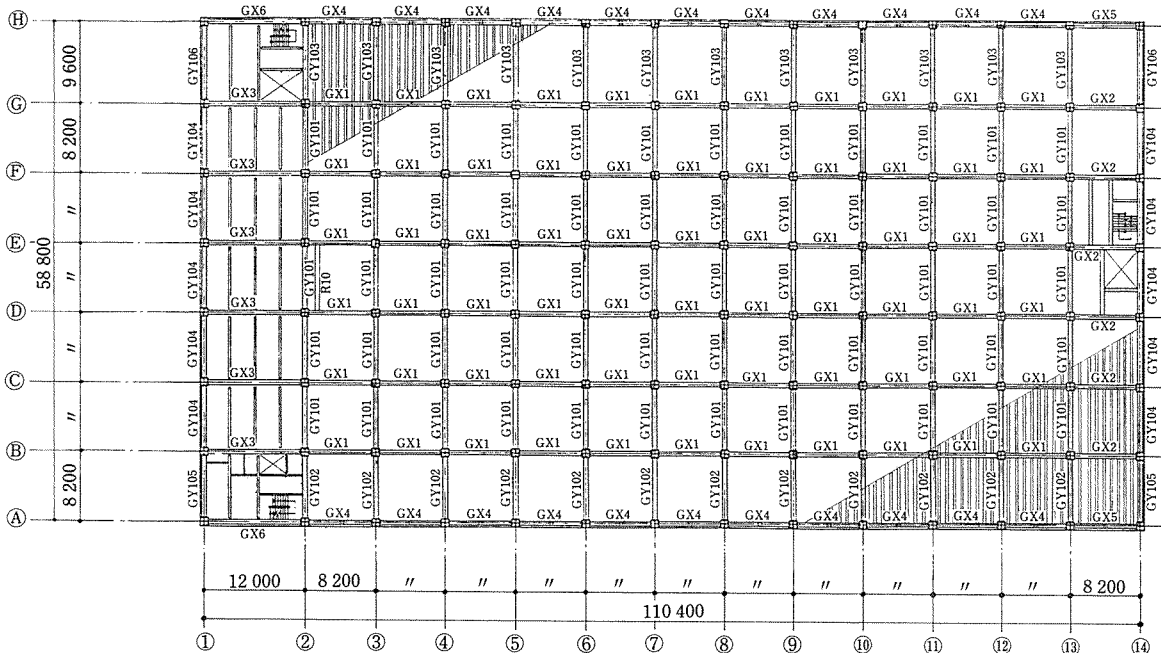 Ⓗ GX6 GX4 GX4 GX4 GX4 GX4 GX4 GX4 GX4 GX4 GX4 GX4 GX5
9 600 GY106 GY103 GY103 GY103 GY103 GY103 GY103 GY103 GY103 GY103 GY103 GY103 GY103 GY106
Ⓖ GX3 GX1 GX1 GX1 GX1 GX1 GX1 GX1 GX1 GX1 GX1 GX1 GX2
8 200 GY104 GY101 GY101 GY101 GY101 GY101 GY101 GY101 GY101 GY101 GY101 GY101 GY101 GY104
Ⓕ GX3 GX1 GX1 GX1 GX1 GX1 GX1 GX1 GX1 GX1 GX1 GX1 GX2
〃 GY104 GY101 GY101 GY101 GY101 GY101 GY101 GY101 GY101 GY101 GY101 GY101 GY101 GY104
Ⓔ GX3 GX1 GX1 GX1 GX1 GX1 GX1 GX1 GX1 GX1 GX1 GX1 GX2
58 800 〃 GY104 GY101 R10 GY101 GY101 GY101 GY101 GY101 GY101 GY101 GY101 GY101 GY101 GY101 GY104
Ⓓ GX3 GX1 GX1 GX1 GX1 GX1 GX1 GX1 GX1 GX1 GX1 GX1 GX2
〃 GY104 GY101 GY101 GY101 GY101 GY101 GY101 GY101 GY101 GY101 GY101 GY101 GY101 GY104
Ⓒ GX3 GX1 GX1 GX1 GX1 GX1 GX1 GX1 GX1 GX1 GX1 GX1 GX2
〃 GY104 GY101 GY101 GY101 GY101 GY101 GY101 GY101 GY101 GY101 GY101 GY101 GY101 GY104
Ⓑ GX3 GX1 GX1 GX1 GX1 GX1 GX1 GX1 GX1 GX1 GX1 GX1 GX2
8 200 GY105 GY102 GY102 GY102 GY102 GY102 GY102 GY102 GY102 GY102 GY102 GY102 GY102 GY105
Ⓐ GX6 GX4 GX4 GX4 GX4 GX4 GX4 GX4 GX4 GX4 GX4 GX4 GX5
12 000 8 200 〃 〃 〃 〃 〃 〃 〃 〃 〃 〃 8 200
110 400
① ② ③ ④ ⑤ ⑥ ⑦ ⑧ ⑨ ⑩ ⑪ ⑫ ⑬ ⑭